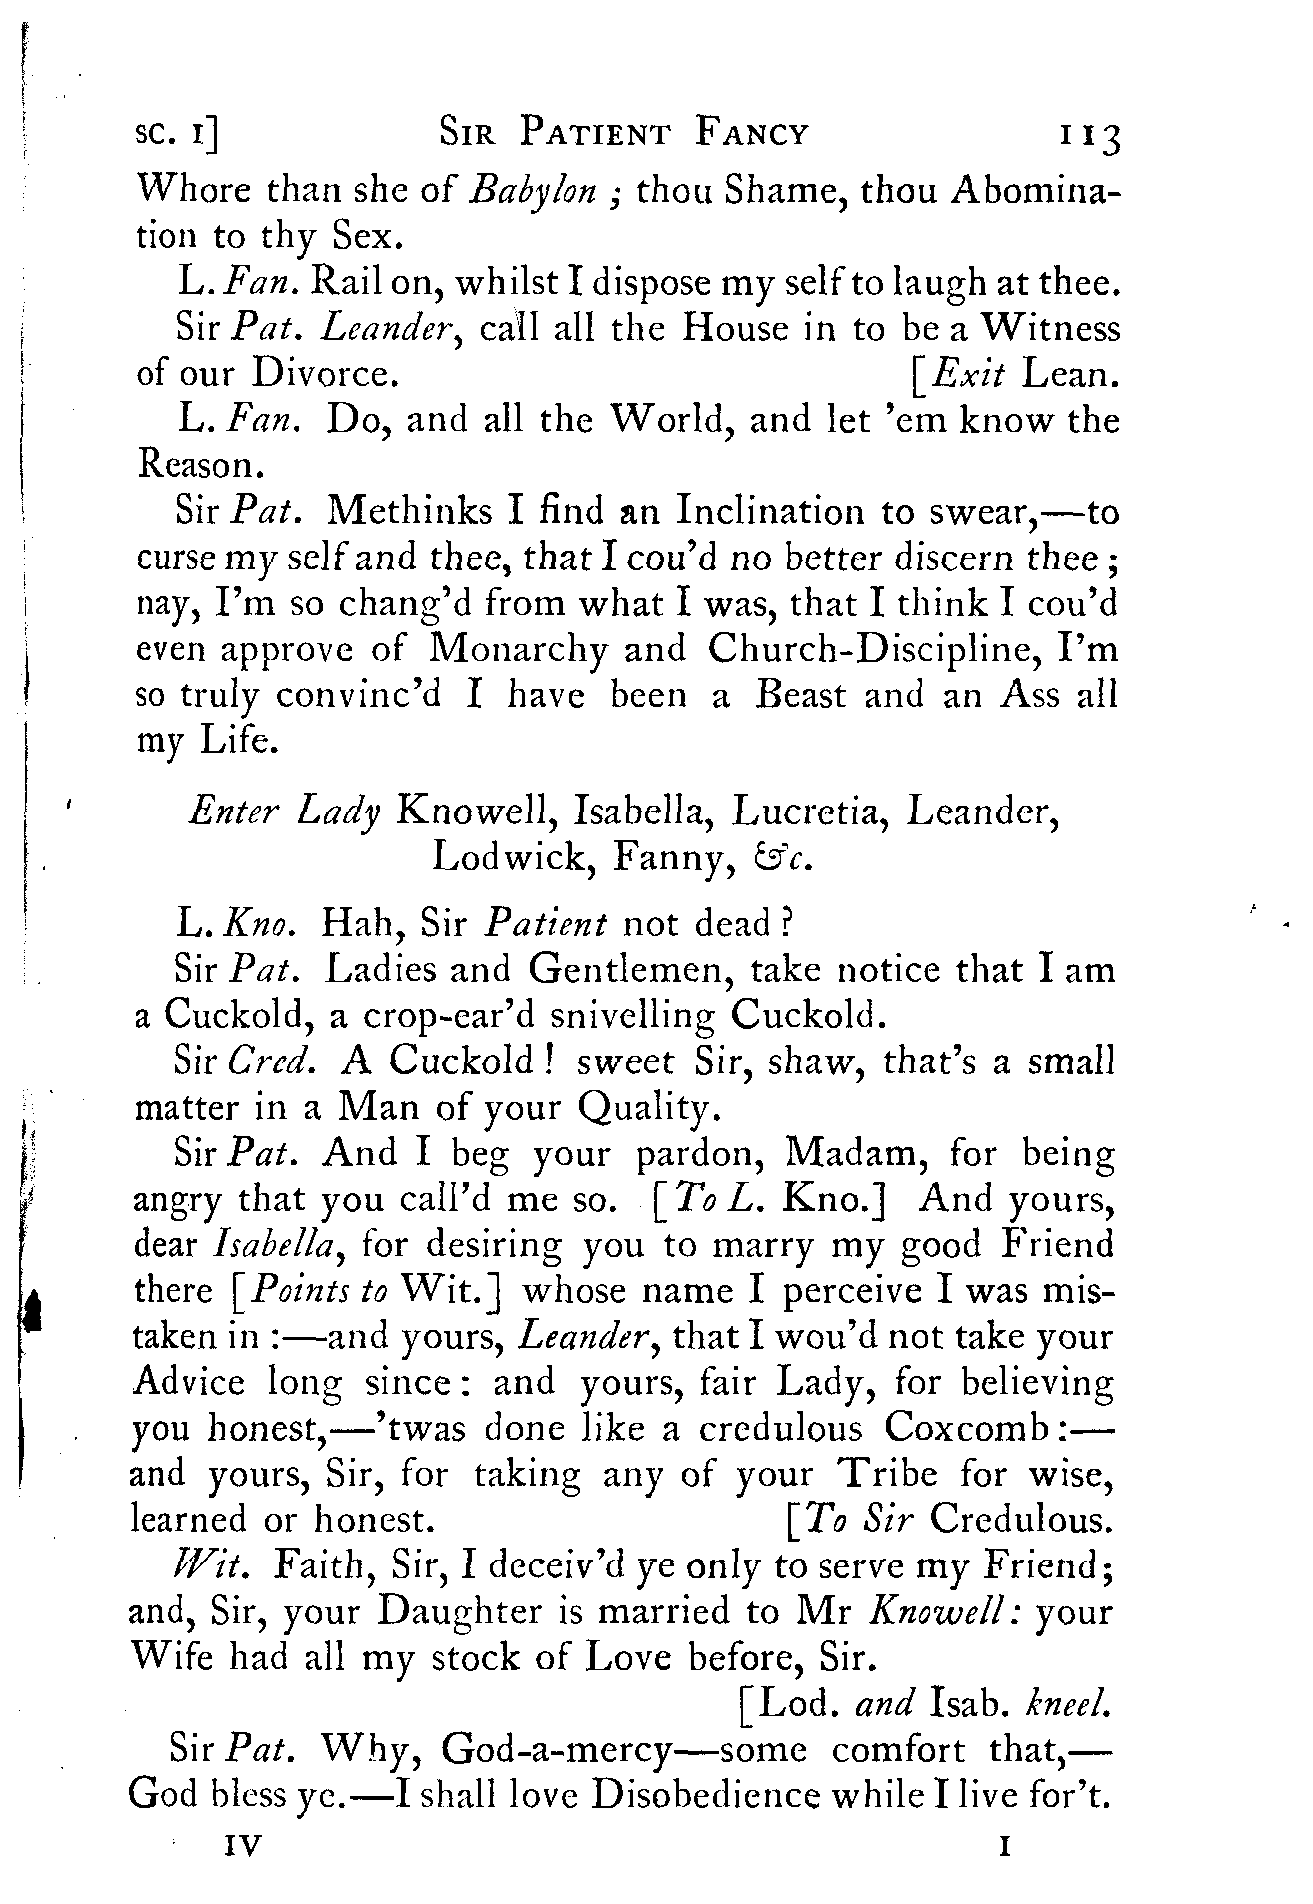 SC. I] SIR PATIENT FANCY 113
Whore than she of Babylon ; thou Shame, thou Abomina-
tion to thy Sex.
L. Fan. Rail on, whilst I dispose my self to laugh at thee.
Sir Pat. Leander, call all the House in to be a Witness
of our Divorce. [Exit Lean.
L. Fan. Do, and all the World, and let 'em know the
Reason.
Sir Pat. Methinks I find an Inclination to swear,—to
curse my self and thee, that I cou'd no better discern thee ;
nay, I'm so chang'd from what I was, that I think I cou'd
even approve of Monarchy and Church-Discipline, I'm
so truly convinc'd I have been a Beast and an Ass all
my Life.
Enter Lady Knowell, Isabella, Lucretia, Leander,
Lodwick, Fanny, &c.
L. Kno. Hah, Sir Patient not dead ?
Sir Pat. Ladies and Gentlemen, take notice that I am
a Cuckold, a crop-ear'd snivelling Cuckold.
Sir Cred. A Cuckold ! sweet Sir, shaw, that's a small
matter in a Man of your Quality.
Sir Pat. And I beg your pardon, Madam, for being
angry that you call'd me so. [To L. Kno.] And yours,
dear Isabella, for desiring you to marry my good Friend
there [Points to Wit.] whose name I perceive I was mis-
taken in :—and yours, Leander, that I wou'd not take your
Advice long since : and yours, fair Lady, for believing
you honest,—'twas done like a credulous Coxcomb :—
and yours, Sir, for taking any of your Tribe for wise,
learned or honest. [To Sir Credulous.
Wit. Faith, Sir, I deceiv'd ye only to serve my Friend ;
and, Sir, your Daughter is married to Mr Knowell : your
Wife had all my stock of Love before, Sir.
[Lod. and Isab. kneel.
Sir Pat. Why, God-a-mercy—some comfort that,—
God bless ye.—I shall love Disobedience while I live for't.
IV I